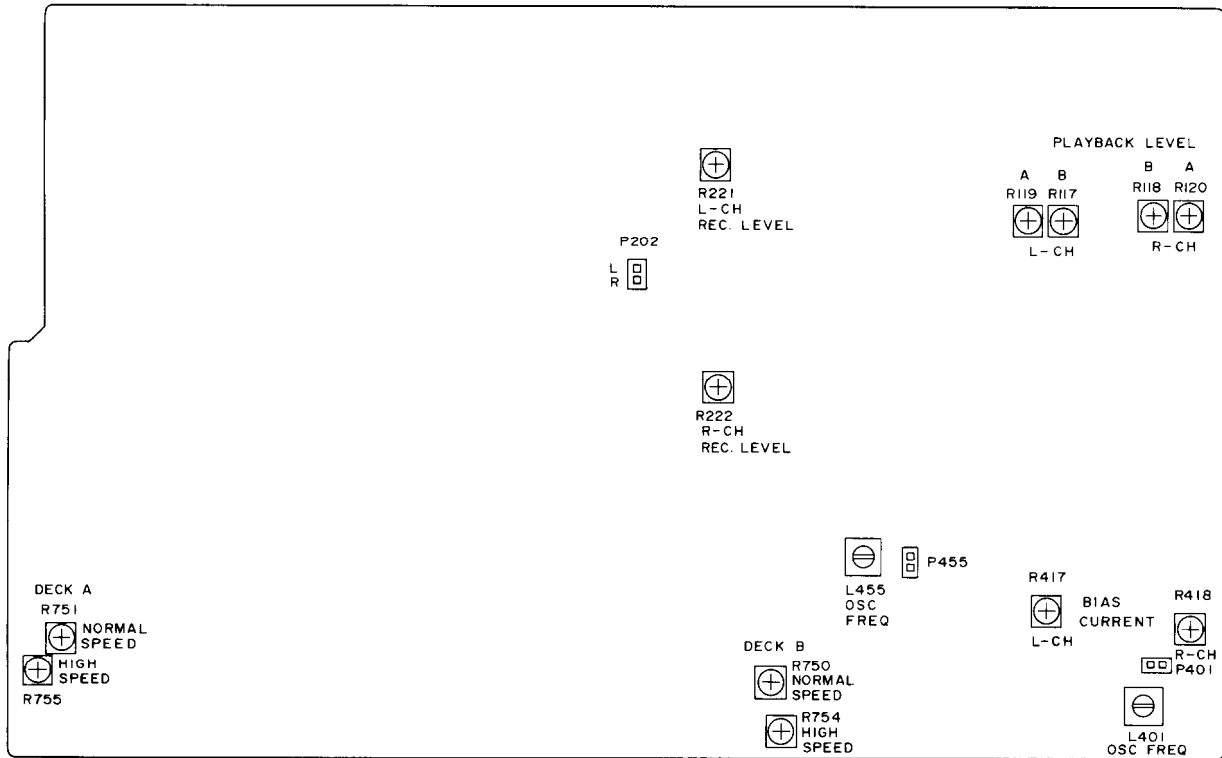 PLAYBACK LEVEL
A B
R119 R117
L-CH
B A
R118 R120
R-CH
R221
L-CH
REC. LEVEL
P202
L
R
R222
R-CH
REC. LEVEL
L455
OSC
FREQ
P455
R417
L-CH
BIAS
CURRENT
R418
R-CH
P401
L401
OSC FREQ
DECK A
R751
NORMAL
SPEED
HIGH
SPEED
R755
DECK B
R750
NORMAL
SPEED
R754
HIGH
SPEED